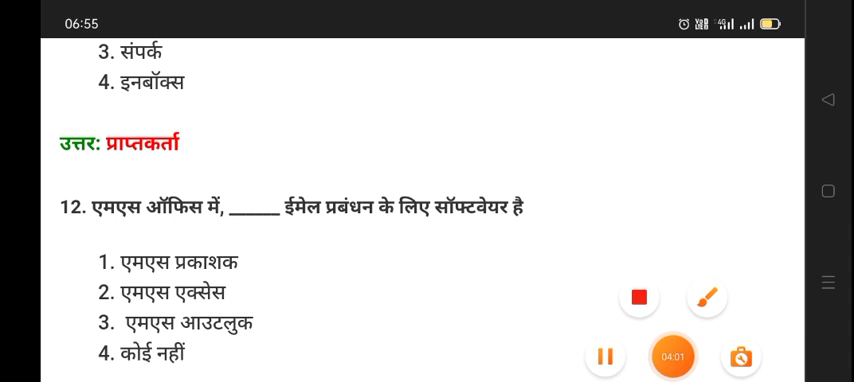 06:55
3. संपर्क
4. इनबॉक्स
उत्तर: प्राप्तकर्ता
12. एमएस ऑफिस में, ______ ईमेल प्रबंधन के लिए सॉफ्टवेयर है
1. एमएस प्रकाशक
2. एमएस एक्सेस
3. एमएस आउटलुक
4. कोई नहीं
04:01